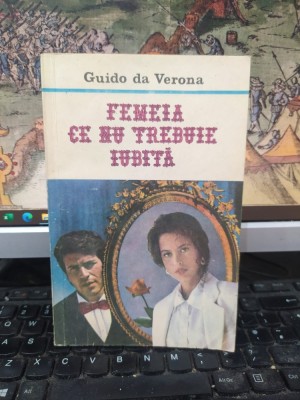 Guido da Verona
FEMEIA
CE NU TREBUIE
IUBITĂ